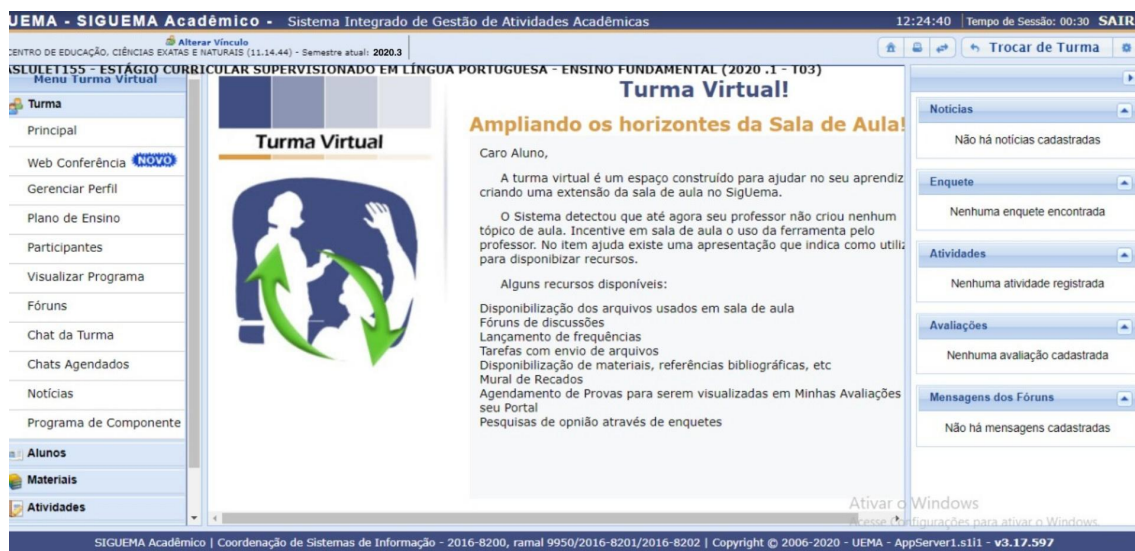 UEMA - SIGUEMA Acadêmico - Sistema Integrado de Gestão de Atividades Acadêmicas
12:24:40 Tempo de Sessão: 00:30 SAIR
Alterar Vínculo
CENTRO DE EDUCAÇÃO, CIÊNCIAS EXATAS E NATURAIS (11.14.44) - Semestre atual: 2020.3
Trocar de Turma
ASLULET155 - ESTÁGIO CURRICULAR SUPERVISIONADO EM LÍNGUA PORTUGUESA - ENSINO FUNDAMENTAL (2020 .1 - T03)
Menu Turma Virtual
Turma
Principal
Web Conferência NOVO
Gerenciar Perfil
Plano de Ensino
Participantes
Visualizar Programa
Fóruns
Chat da Turma
Chats Agendados
Notícias
Programa de Componente
Alunos
Materiais
Atividades
Turma Virtual
Turma Virtual!
Ampliando os horizontes da Sala de Aula!
Caro Aluno,
A turma virtual é um espaço construído para ajudar no seu aprendiz
criando uma extensão da sala de aula no SigUema.
O Sistema detectou que até agora seu professor não criou nenhum
tópico de aula. Incentive em sala de aula o uso da ferramenta pelo
professor. No item ajuda existe uma apresentação que indica como utiliz
para disponibizar recursos.
Alguns recursos disponíveis:
Disponibilização dos arquivos usados em sala de aula
Fóruns de discussões
Lançamento de frequências
Tarefas com envio de arquivos
Disponibilização de materiais, referências bibliográficas, etc
Mural de Recados
Agendamento de Provas para serem visualizadas em Minhas Avaliações
seu Portal
Pesquisas de opnião através de enquetes
Notícias
Não há notícias cadastradas
Enquete
Nenhuma enquete encontrada
Atividades
Nenhuma atividade registrada
Avaliações
Nenhuma avaliação cadastrada
Mensagens dos Fóruns
Não há mensagens cadastradas
Ativar o Windows
Acesse Configurações para ativar o Windows.
SIGUEMA Acadêmico | Coordenação de Sistemas de Informação - 2016-8200, ramal 9950/2016-8201/2016-8202 | Copyright © 2006-2020 - UEMA - AppServer1.s1i1 - v3.17.597